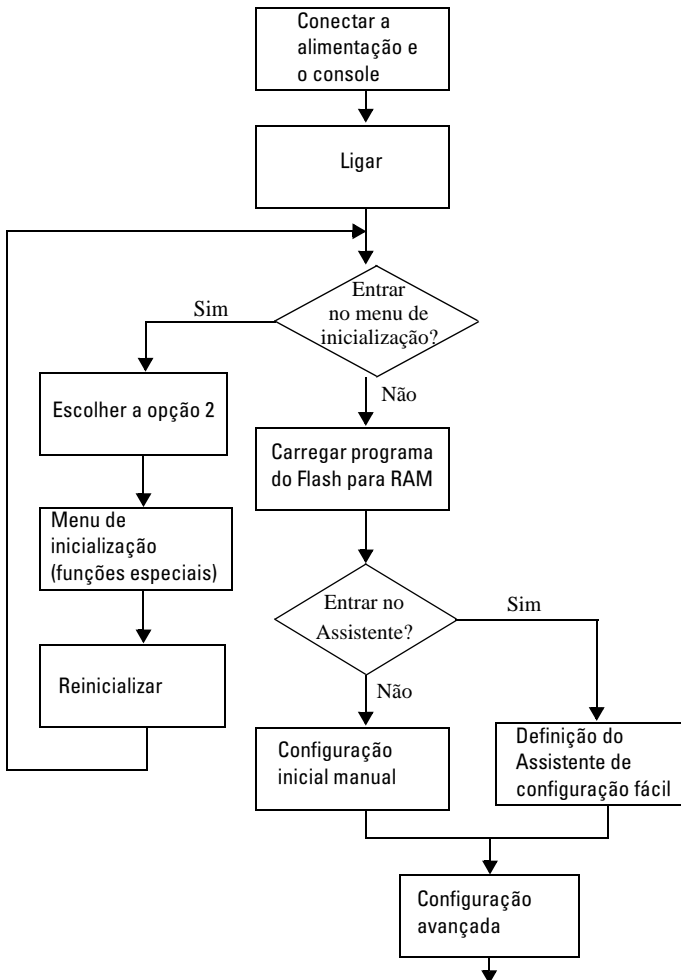 Conectar a
alimentação e
o console
Ligar
Entrar
no menu de
inicialização?
Sim
Não
Escolher a opção 2
Carregar programa
do Flash para RAM
Menu de
inicialização
(funções especiais)
Entrar no
Assistente?
Sim
Não
Reinicializar
Configuração
inicial manual
Definição do
Assistente de
configuração fácil
Configuração
avançada